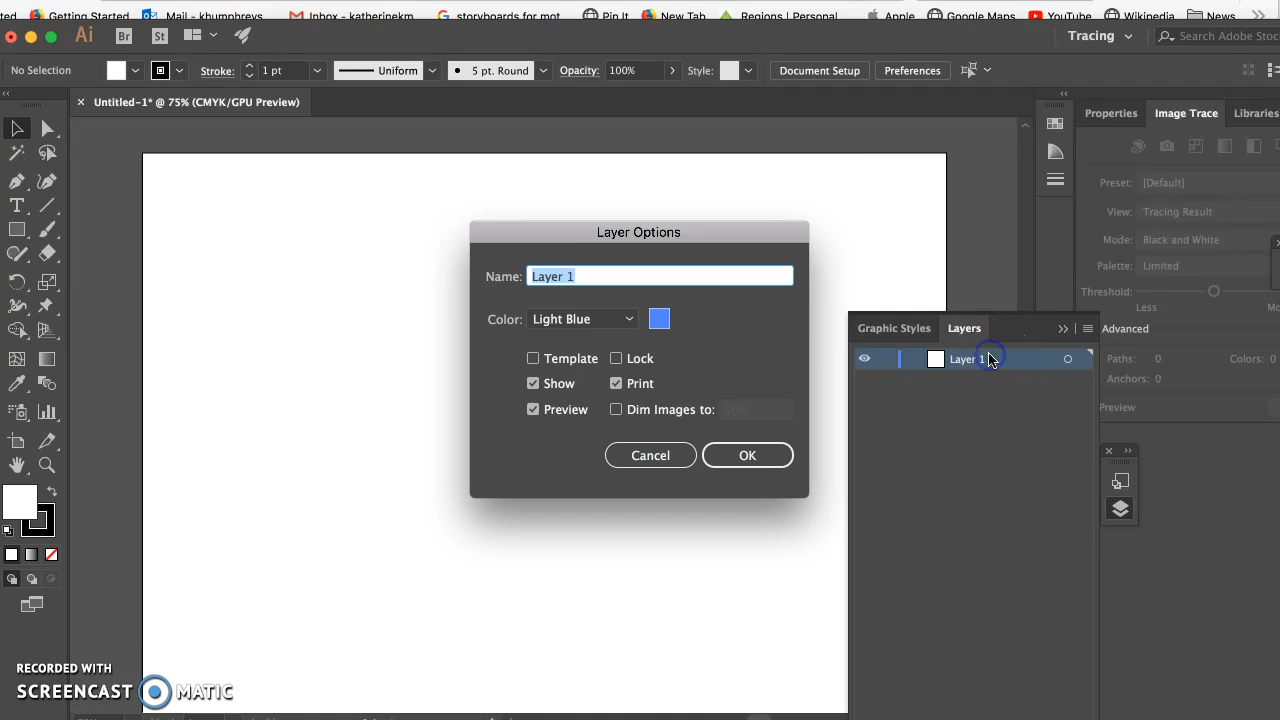 Getting Started
Mail - khumphreys
Inbox - katherinekm
storyboards for mot
Pin It
New Tab
Regions | Personal
Apple
Google Maps
YouTube
Wikipedia
News
Ai
Br
St
Tracing
Search Adobe Stoc
No Selection
Stroke:
1 pt
Uniform
5 pt. Round
Opacity:
100%
Style:
Document Setup
Preferences
Untitled-1* @ 75% (CMYK/GPU Preview)
Properties
Image Trace
Libraries
Preset:
[Default]
View:
Tracing Result
Mode:
Black and White
Palette:
Limited
Threshold:
Less
More
Advanced
Paths: 0
Colors: 0
Anchors: 0
Preview
Layer Options
Name:
Layer 1
Color:
Light Blue
Template
Lock
Show
Print
Preview
Dim Images to:
50%
Cancel
OK
Graphic Styles
Layers
Layer 1
RECORDED WITH
SCREENCAST MATIC